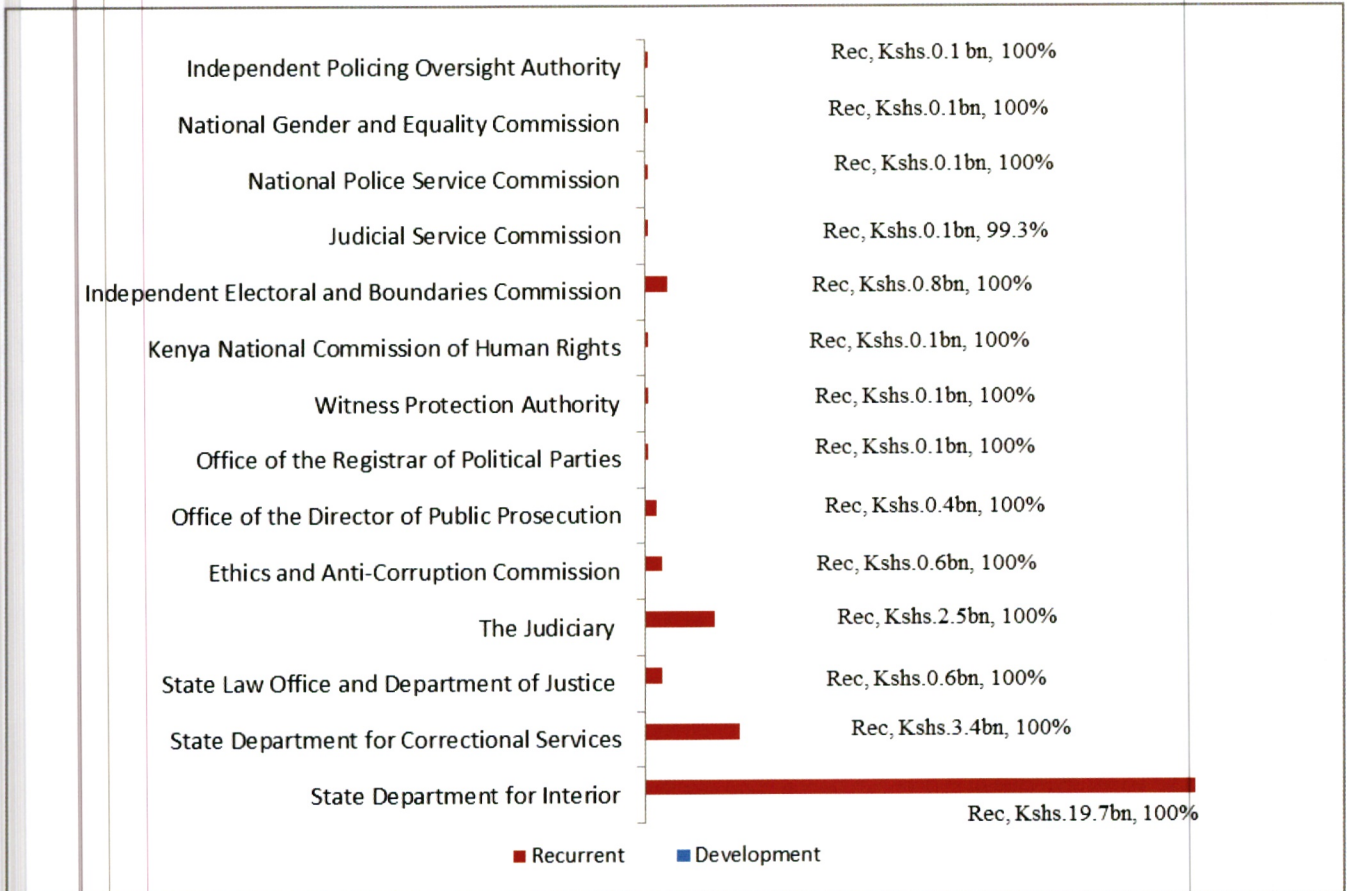 Independent Policing Oversight Authority Rec, Kshs.0.1 bn, 100%
National Gender and Equality Commission Rec, Kshs.0.1bn, 100%
National Police Service Commission Rec, Kshs.0.1bn, 100%
Judicial Service Commission Rec, Kshs.0.1bn, 99.3%
Independent Electoral and Boundaries Commission Rec, Kshs.0.8bn, 100%
Kenya National Commission of Human Rights Rec, Kshs.0.1bn, 100%
Witness Protection Authority Rec, Kshs.0.1bn, 100%
Office of the Registrar of Political Parties Rec, Kshs.0.1bn, 100%
Office of the Director of Public Prosecution Rec, Kshs.0.4bn, 100%
Ethics and Anti-Corruption Commission Rec, Kshs.0.6bn, 100%
The Judiciary Rec, Kshs.2.5bn, 100%
State Law Office and Department of Justice Rec, Kshs.0.6bn, 100%
State Department for Correctional Services Rec, Kshs.3.4bn, 100%
State Department for Interior
Rec, Kshs.19.7bn, 100%
Recurrent Development